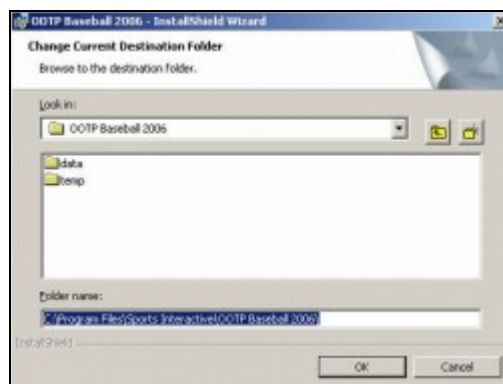 OOTP Baseball 2006 - InstallShield Wizard
Change Current Destination Folder
Browse to the destination folder.
Look in:
OOTP Baseball 2006
data
temp
Folder name:
C:\Program Files\Sports Interactive\OOTP Baseball 2006\
InstallShield
OK
Cancel